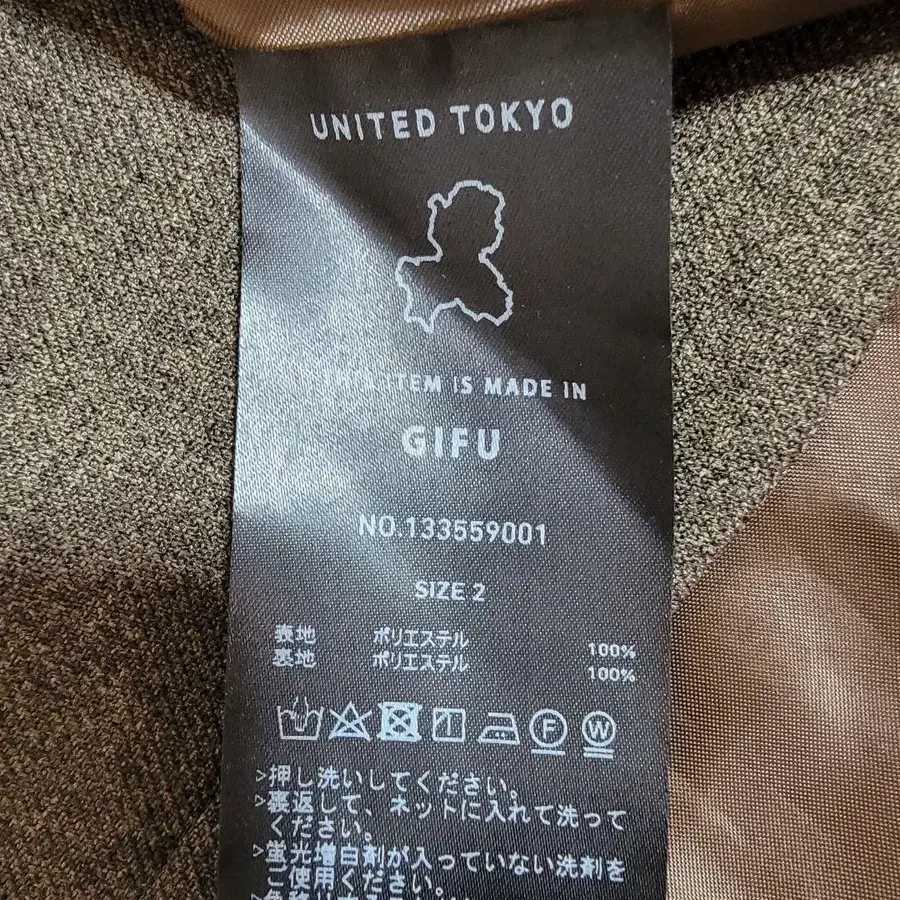 UNITED TOKYO
ITEM IS MADE IN
GIFU
NO.133559001
SIZE 2
表地 ポリエステル 100%
裏地 ポリエステル 100%
F W
>押し洗いしてください。
>裏返して、ネットに入れて洗って
ください。
>蛍光増白剤が入っていない洗剤を
ご使用ください。